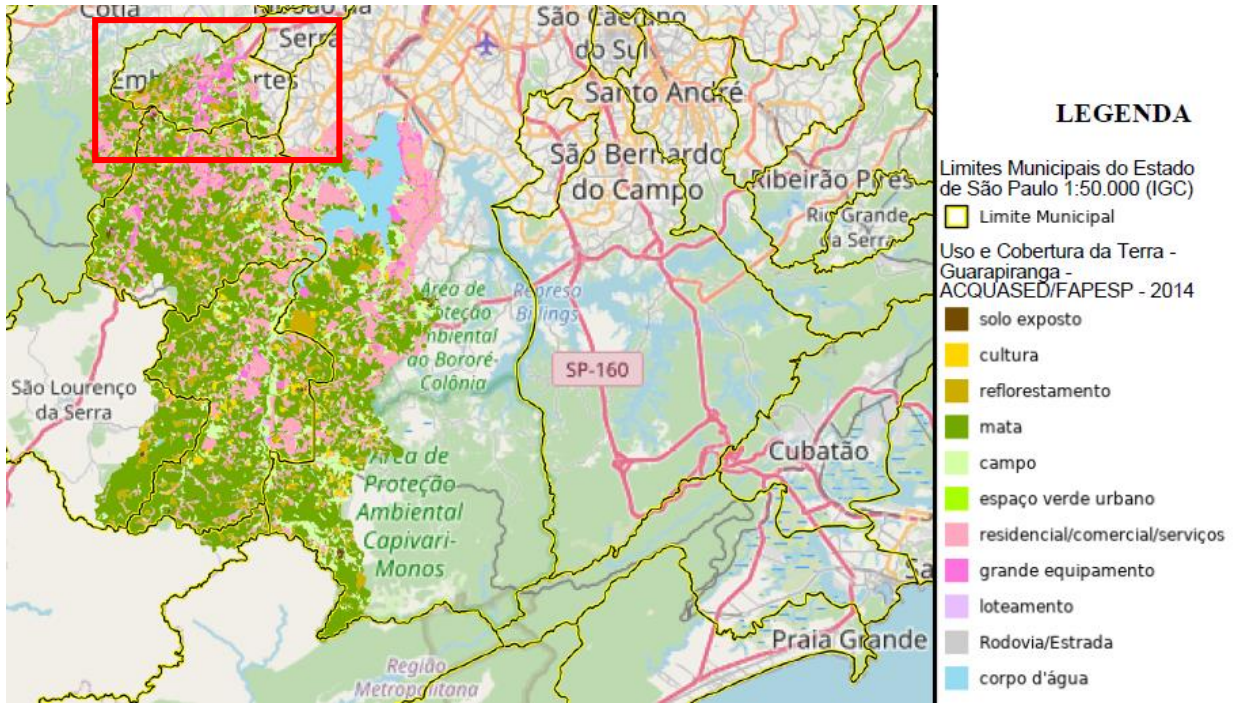 Cotia
Serra
São Caetano
do Sul
Santo André
São Bernardo
do Campo
Ribeirão Pires
Rio Grande
da Serra
Área de
Proteção
Ambiental
ao Bororé-
Colônia
Represa
Billings
SP-160
São Lourenço
da Serra
Cubatão
Área de
Proteção
Ambiental
Capivari-
Monos
Praia Grande
Região
Metropolitana
LEGENDA
Limites Municipais do Estado
de São Paulo 1:50.000 (IGC)
Limite Municipal
Uso e Cobertura da Terra -
Guarapiranga -
ACQUASED/FAPESP - 2014
solo exposto
cultura
reflorestamento
mata
campo
espaço verde urbano
residencial/comercial/serviços
grande equipamento
loteamento
Rodovia/Estrada
corpo d'água